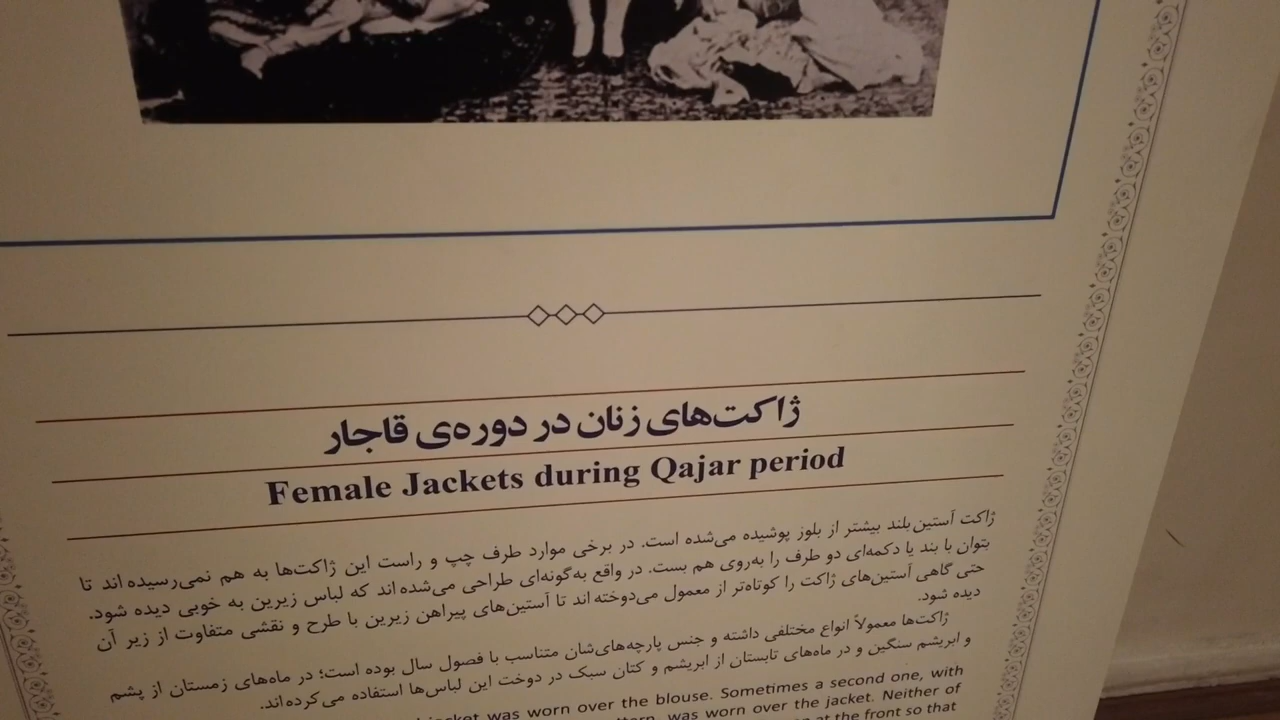 ژاکت‌های زنان در دوره‌ی قاجار
Female Jackets during Qajar period
ژاکت آستین‌بلند بیشتر از بلوز پوشیده می‌شده است. در برخی موارد طرف چپ و راست این ژاکت‌ها به هم نمی‌رسیده‌اند تا
بتوان با بند یا دکمه‌ای دو طرف را به‌روی هم بست. در واقع به‌گونه‌ای طراحی می‌شده‌اند که لباس زیرین به خوبی دیده شود.
حتی گاهی آستین‌های ژاکت را کوتاه‌تر از معمول می‌دوخته‌اند تا آستین‌های پیراهن زیرین با طرح و نقشی متفاوت از زیر آن
دیده شود.
ژاکت‌ها معمولاً انواع مختلفی داشته و جنس پارچه‌های‌شان متناسب با فصول سال بوده است؛ در ماه‌های زمستان از پشم
و ابریشم سنگین و در ماه‌های تابستان از ابریشم و کتان سبک در دوخت این لباس‌ها استفاده می‌کرده‌اند.
jacket was worn over the blouse. Sometimes a second one, with
was worn over the jacket. Neither of
at the front so that